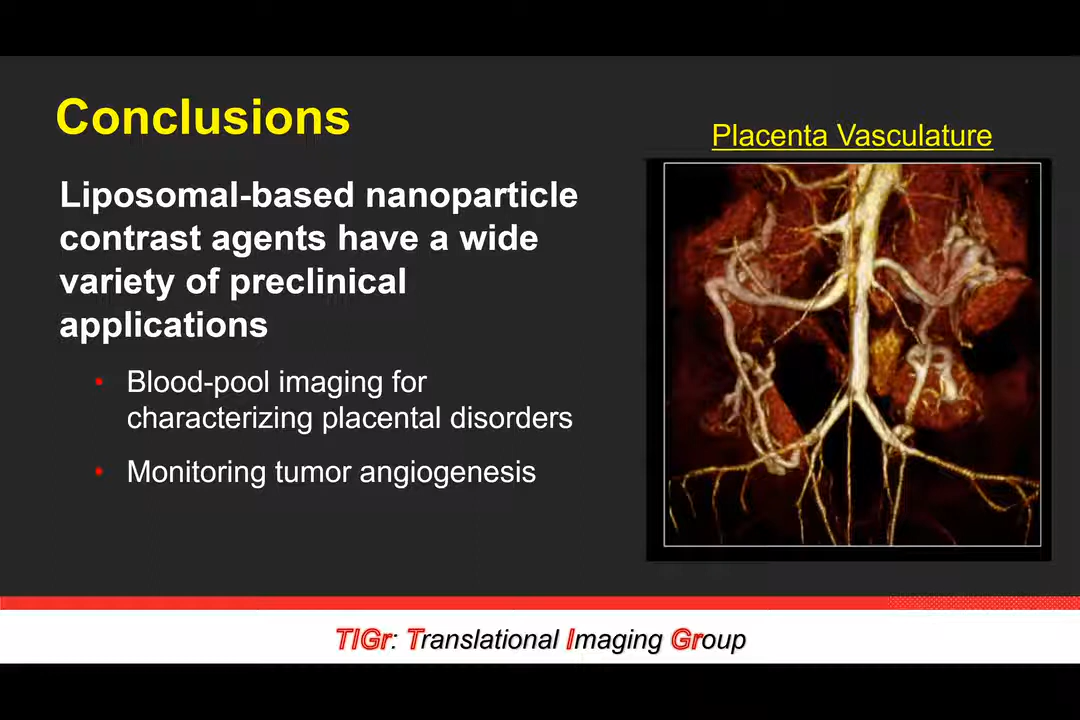 Conclusions
Placenta Vasculature
Liposomal-based nanoparticle
contrast agents have a wide
variety of preclinical
applications
• Blood-pool imaging for
characterizing placental disorders
• Monitoring tumor angiogenesis
TIGr: Translational Imaging Group